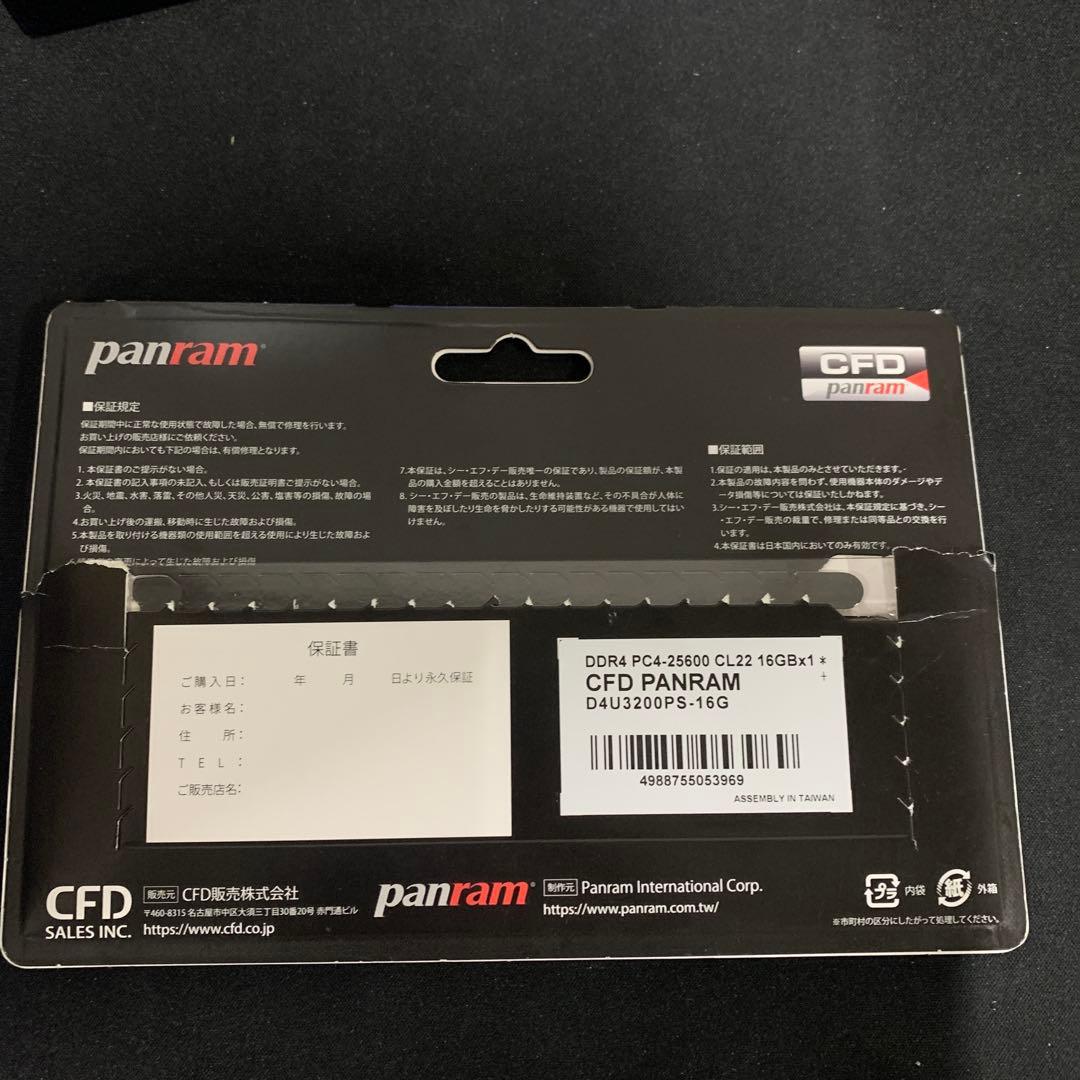 panram
CFD
panram
■保証規定
保証期間中に正常な使用状態で故障した場合、無償で修理を行います。
お買い上げの販売店様にご依頼ください。
保証期間内においても下記の場合は、有償修理となります。
1. 本保証書のご提示がない場合。
2. 本保証書の記入事項の未記入、もしくは販売証明書ご提示がない場合。
3.火災、地震、水害、落雷、その他人災、天災、公害、塩害等の損傷、故障の場
合。
4.お買い上げ後の運搬、移動時に生じた故障および損傷。
5.本製品を取り付ける機器類の使用範囲を超える使用により生じた故障およ
び損傷。
変更によって生じた故障および損傷
7.本保証は、シー・エフ・デー販売唯一の保証であり、製品の保証額が、本製
品の購入金額を超えることはありません。
8. シー・エフ・デー販売の製品は、生命維持装置など、その不具合が人体に
障害を及ぼしたり生命を脅かしたりする可能性がある機器で使用してはい
けません。
■保証範囲
1.保証の適用は、本製品のみとさせていただきます。
2.本製品の故障内容を問わず、使用機器本体のダメージやデ
ータ損傷等については保証いたしかねます。
3.シー・エフ・デー販売株式会社は、本保証規定に基づき、シー
・エフ・デー販売の裁量で、修理または同等品との交換を行
います。
4.本保証書は日本国内においてのみ有効です。
保証書
ご購入日： 年 月 日より永久保証
お客様名：
住 所：
T E L ：
ご販売店名：
DDR4 PC4-25600 CL22 16GBx1 *
+
CFD PANRAM
D4U3200PS-16G
4988755053969
ASSEMBLY IN TAIWAN
CFD
SALES INC.
販売元 CFD販売株式会社
〒460-8315 名古屋市中区大須三丁目30番20号 赤門通ビル
https://www.cfd.co.jp
panram
制作元 Panram International Corp.
https://www.panram.com.tw/
プラ 内袋
紙 外箱
※市町村の区分にしたがって処理してください。